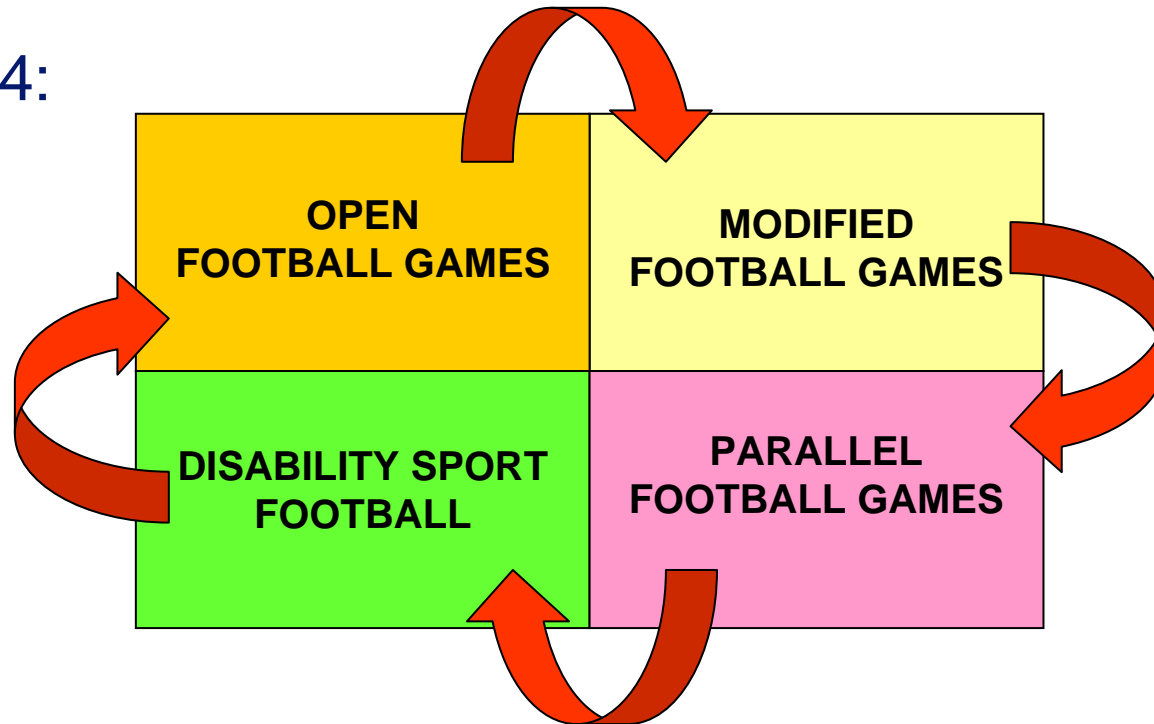 4:
OPEN
FOOTBALL GAMES
MODIFIED
FOOTBALL GAMES
DISABILITY SPORT
FOOTBALL
PARALLEL
FOOTBALL GAMES